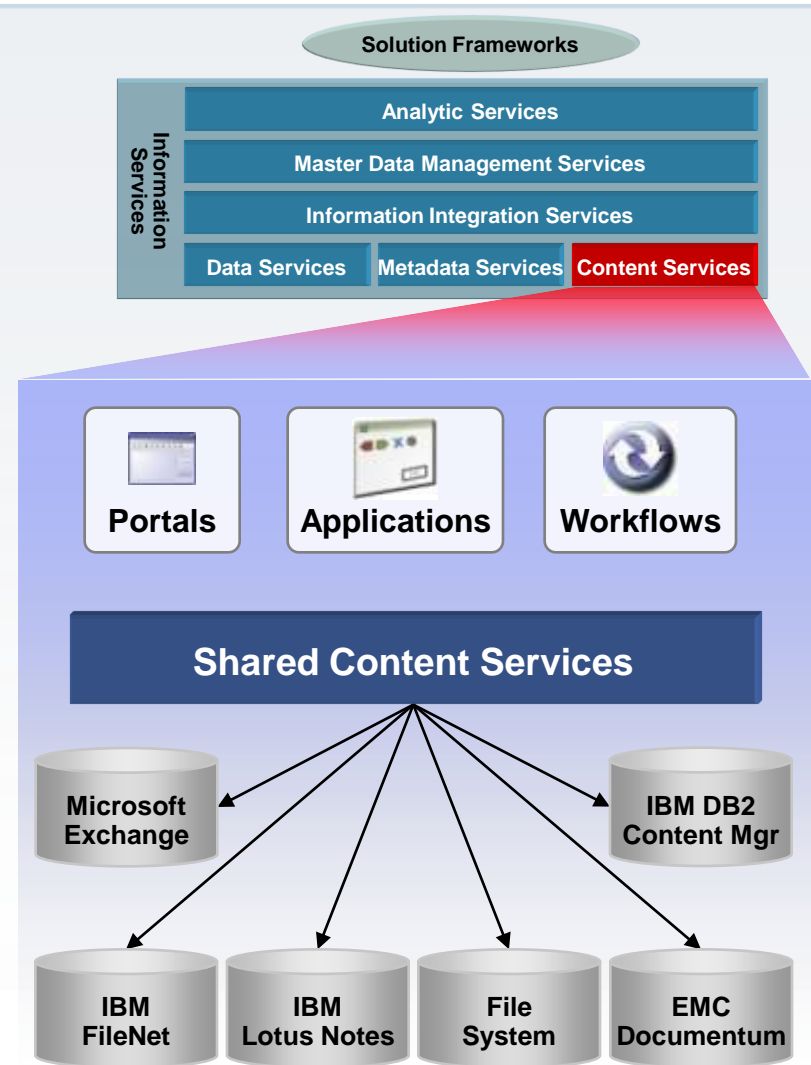 Solution Frameworks
Information
Services
Analytic Services
Master Data Management Services
Information Integration Services
Data Services
Metadata Services
Content Services
Portals
Applications
Workflows
Shared Content Services
Microsoft
Exchange
IBM DB2
Content Mgr
IBM
FileNet
IBM
Lotus Notes
File
System
EMC
Documentum